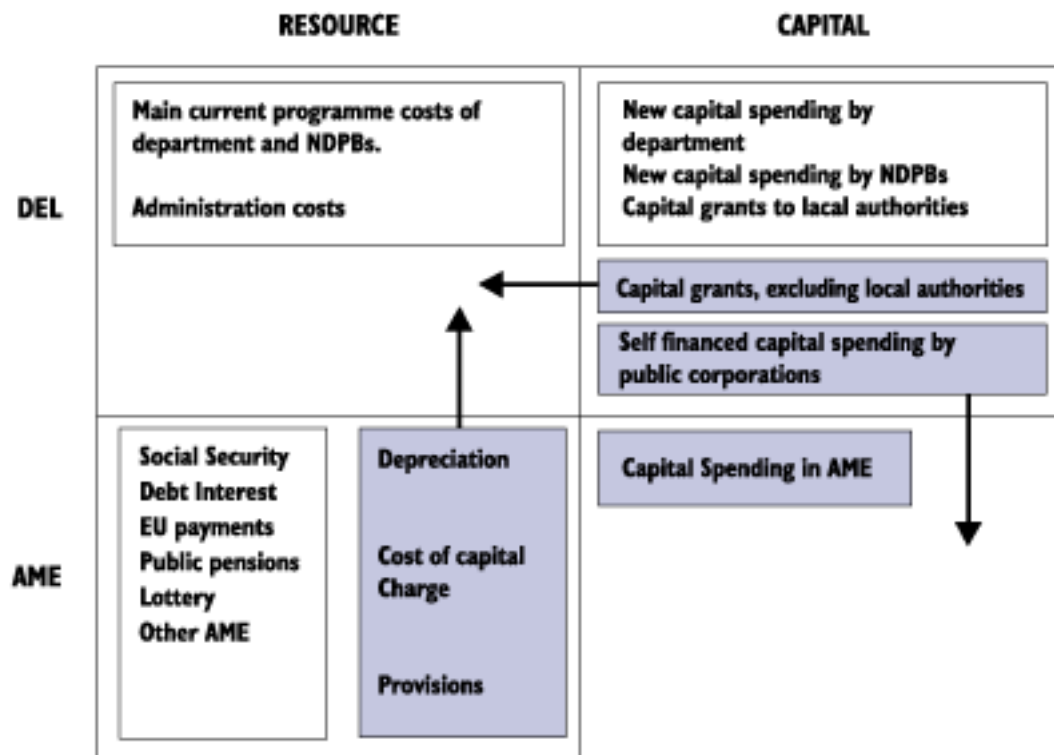 RESOURCE
CAPITAL
DEL
Main current programme costs of
department and NDPBs.
Administration costs
New capital spending by
department
New capital spending by NDPBs
Capital grants to lacal authorities
Capital grants, excluding local authorities
Self financed capital spending by
public corporations
AME
Social Security
Debt Interest
EU payments
Public pensions
Lottery
Other AME
Depreciation
Cost of capital
Charge
Provisions
Capital Spending in AME